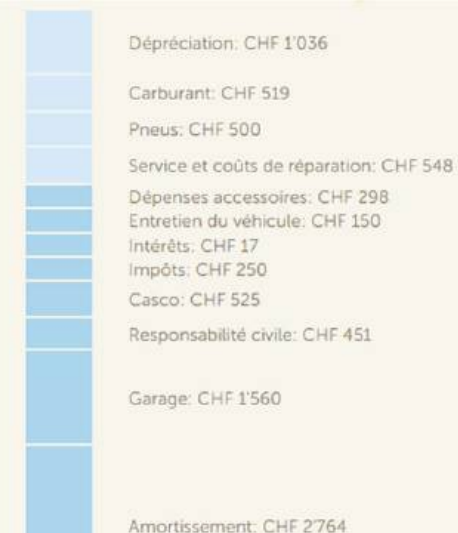 Dépréciation: CHF 1'036
Carburant: CHF 519
Pneus: CHF 500
Service et coûts de réparation: CHF 548
Dépenses accessoires: CHF 298
Entretien du véhicule: CHF 150
Intérêts: CHF 17
Impôts: CHF 250
Casco: CHF 525
Responsabilité civile: CHF 451
Garage: CHF 1'560
Amortissement: CHF 2'764